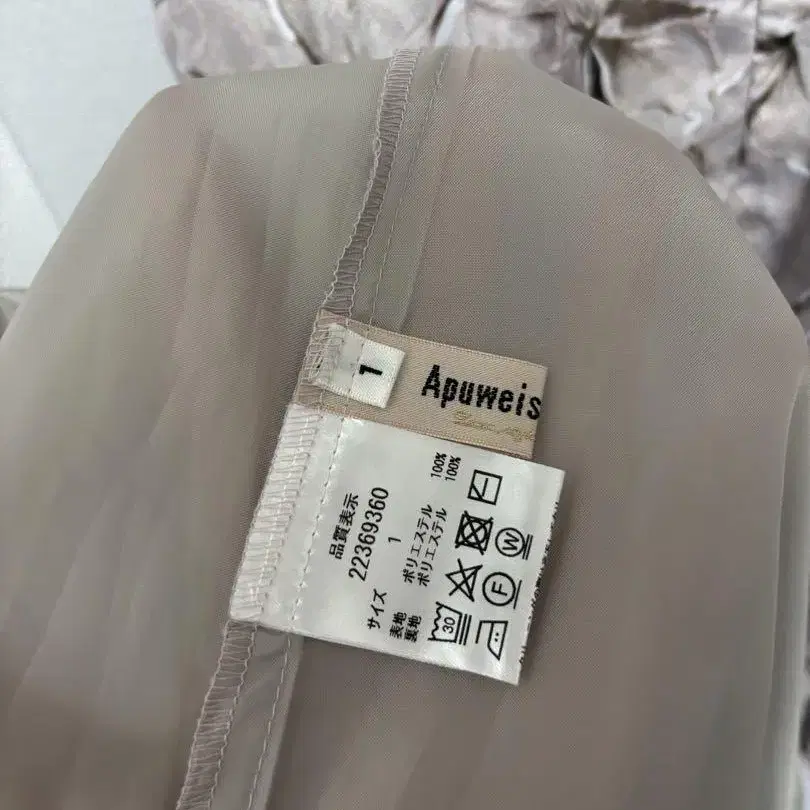 1
Apuweis
品質表示
22369360
サイズ 1
表地 ポリエステル 100%
裏地 ポリエステル 100%
30
F
W